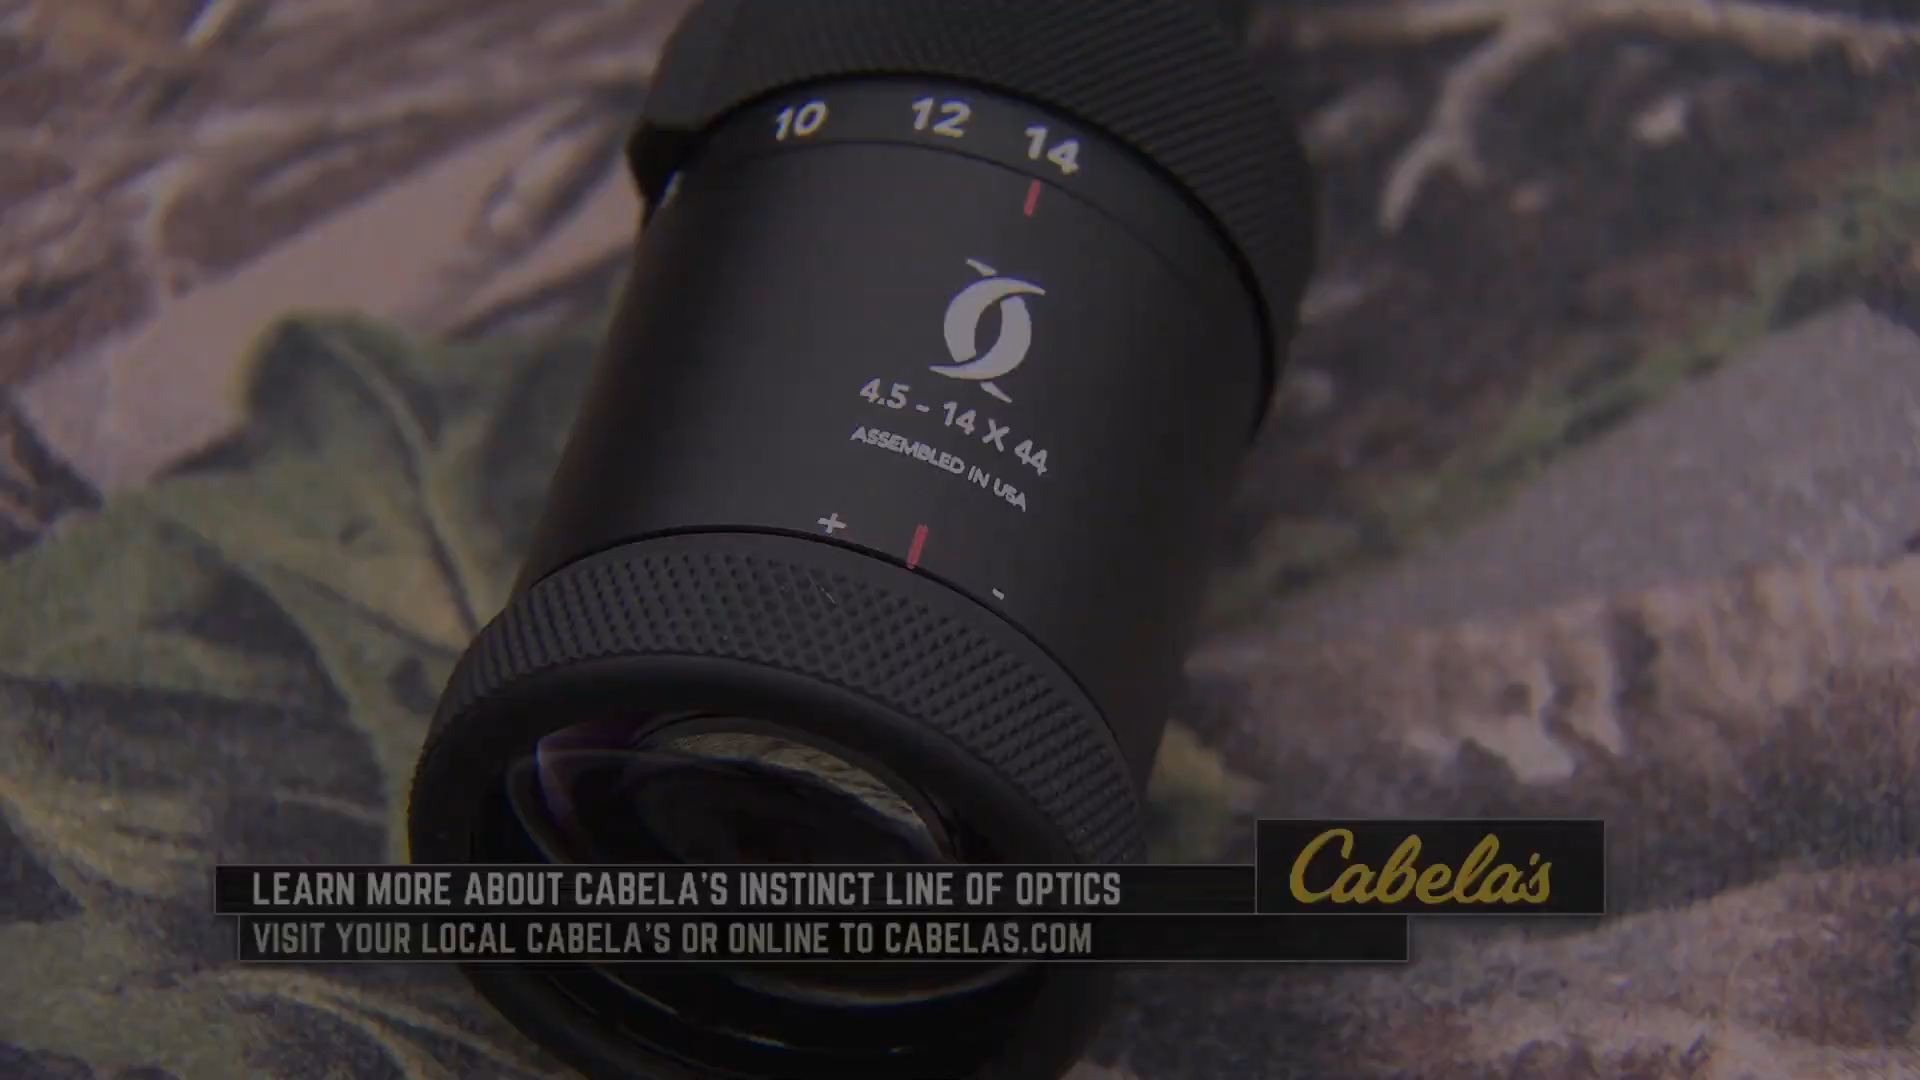 10 12 14
4.5 - 14 X 44
ASSEMBLED IN USA
+ -
LEARN MORE ABOUT CABELA'S INSTINCT LINE OF OPTICS
Cabela's
VISIT YOUR LOCAL CABELA'S OR ONLINE TO CABELAS.COM